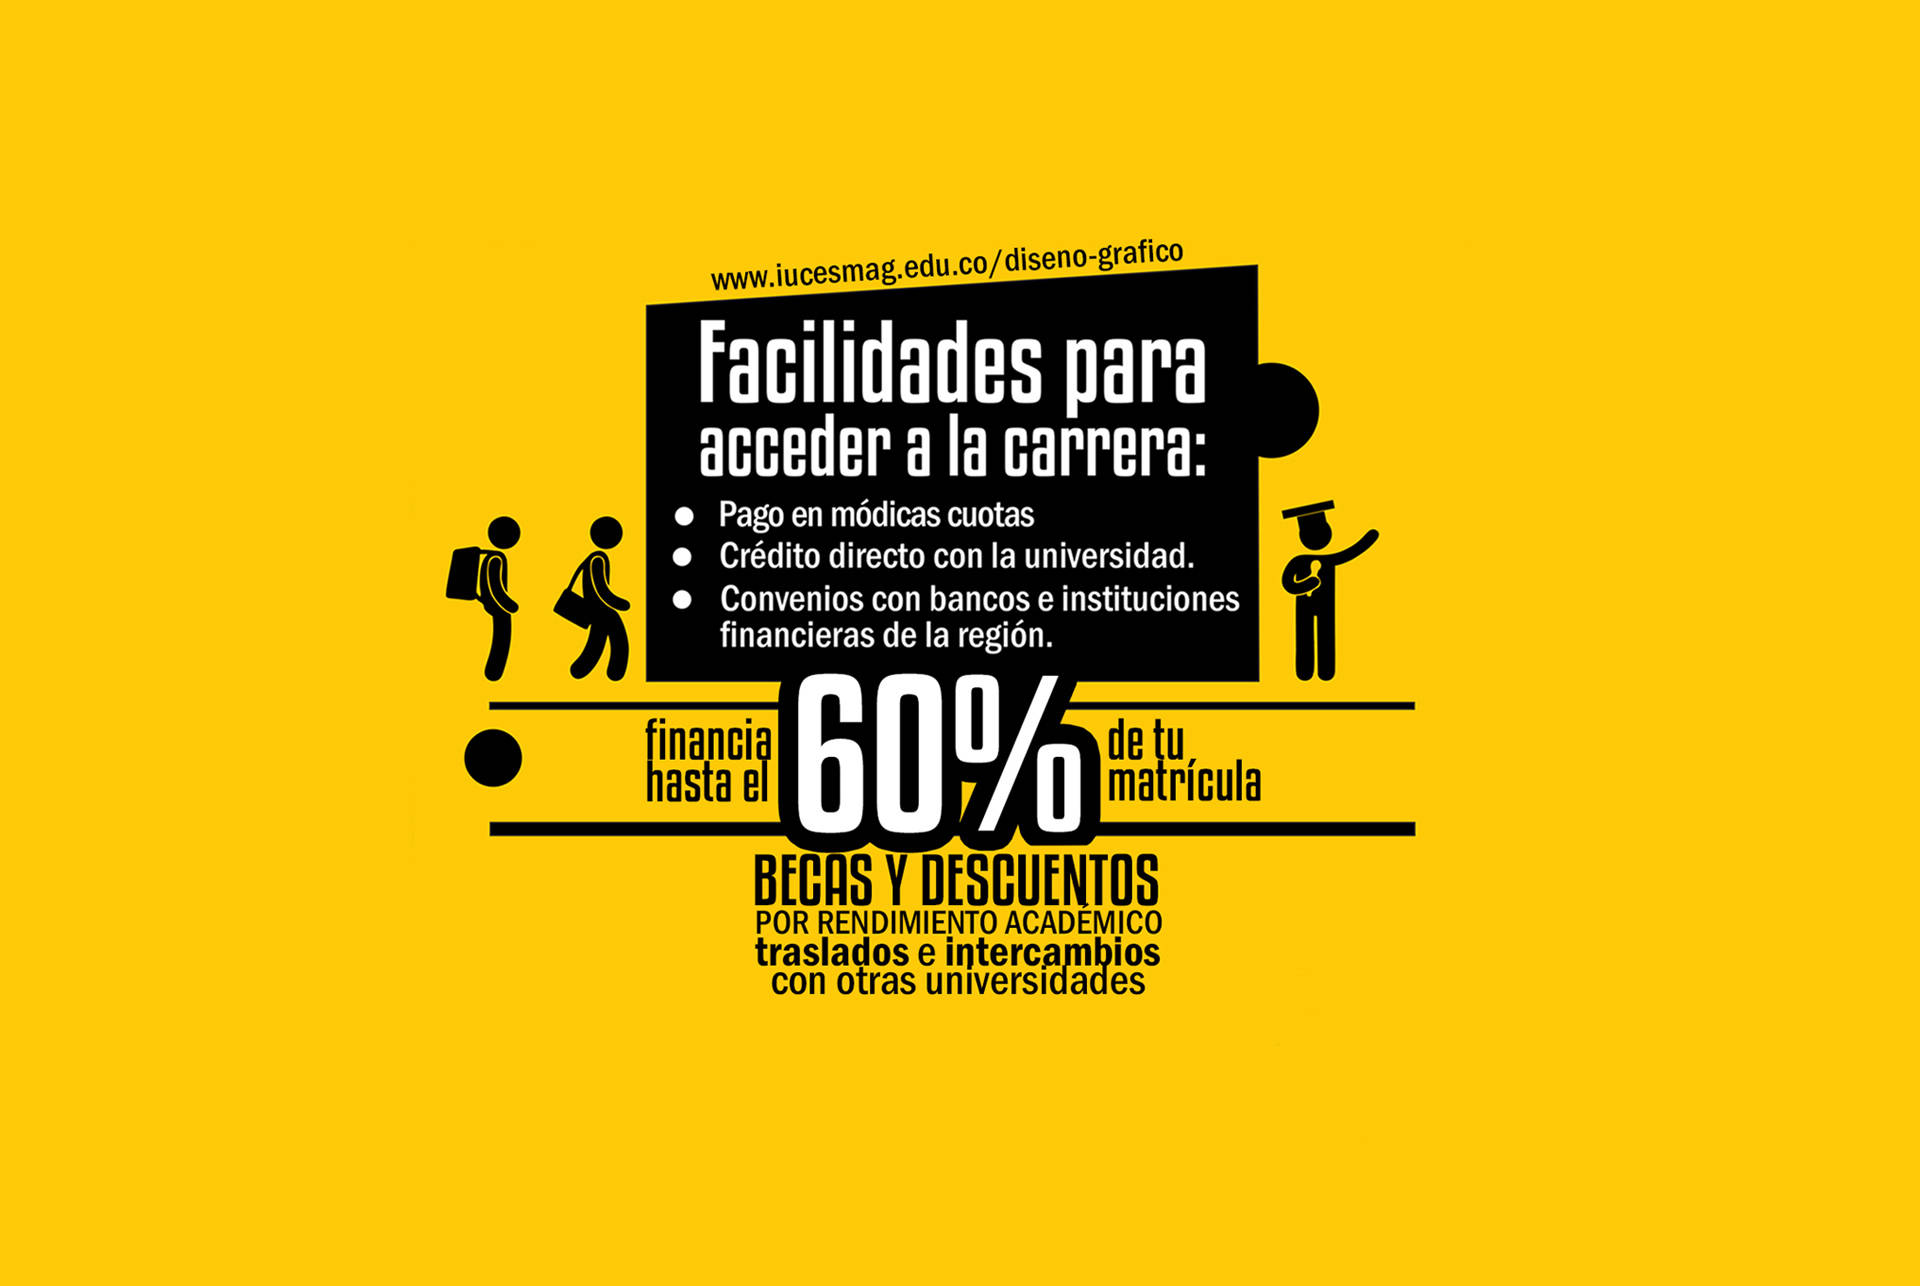 www.iucesmag.edu.co/diseno-grafico
Facilidades para
acceder a la carrera:
● Pago en módicas cuotas
● Crédito directo con la universidad.
● Convenios con bancos e instituciones
financieras de la región.
financia
hasta el
60%
de tu
matrícula
BECAS Y DESCUENTOS
POR RENDIMIENTO ACADÉMICO
traslados e intercambios
con otras universidades